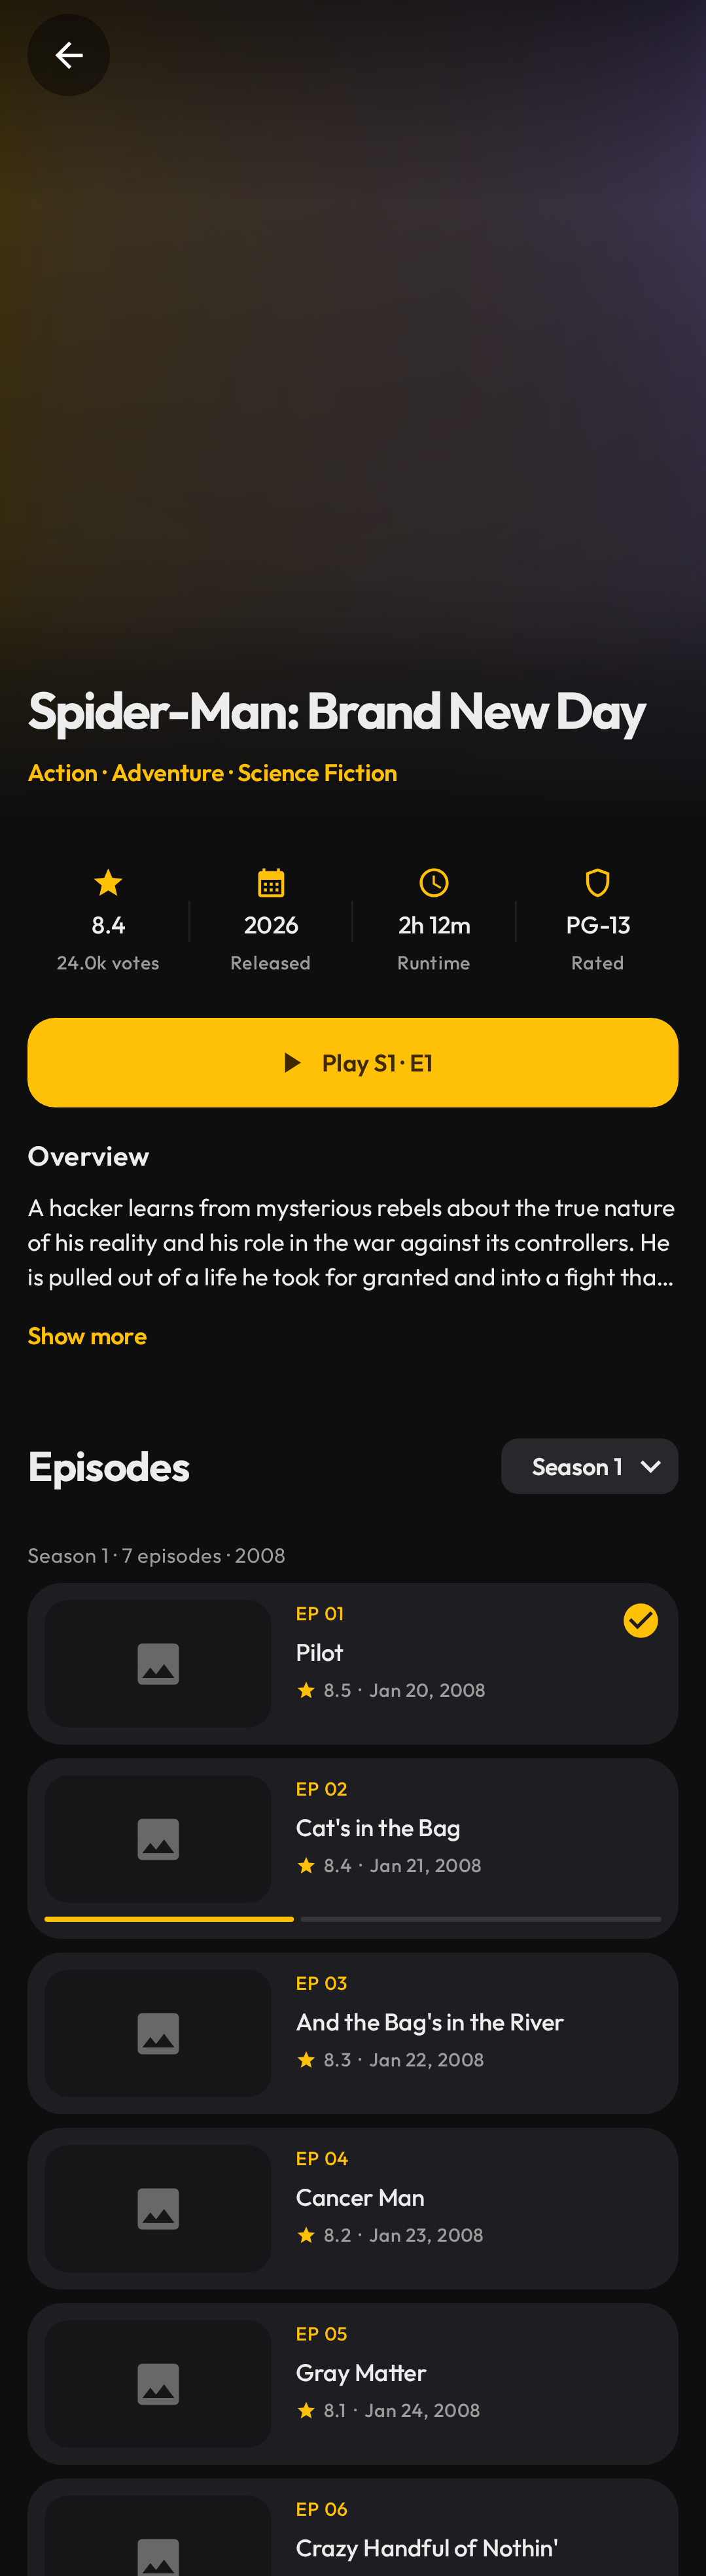 Spider-Man: Brand New Day
Action · Adventure · Science Fiction
8.4
24.0k votes
2026
Released
2h 12m
Runtime
PG-13
Rated
Play S1 · E1
Overview
A hacker learns from mysterious rebels about the true nature
of his reality and his role in the war against its controllers. He
is pulled out of a life he took for granted and into a fight tha…
Show more
Episodes
Season 1
Season 1 · 7 episodes · 2008
EP 01
Pilot
8.5 · Jan 20, 2008
EP 02
Cat's in the Bag
8.4 · Jan 21, 2008
EP 03
And the Bag's in the River
8.3 · Jan 22, 2008
EP 04
Cancer Man
8.2 · Jan 23, 2008
EP 05
Gray Matter
8.1 · Jan 24, 2008
EP 06
Crazy Handful of Nothin'